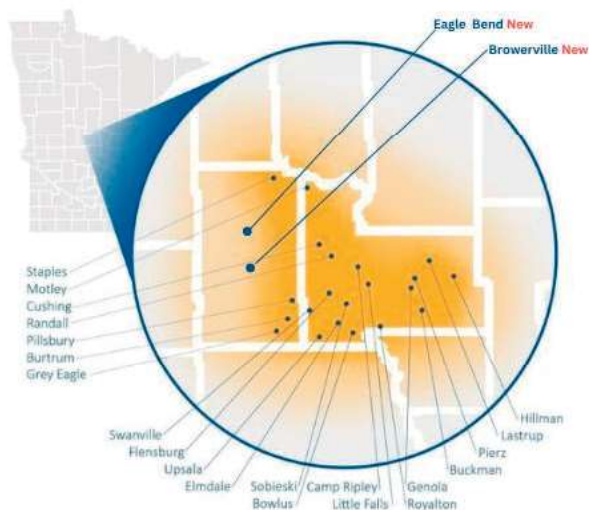 Eagle Bend New
Browerville New
Staples
Motley
Cushing
Randall
Pillsbury
Burtrum
Grey Eagle
Swanville
Flensburg
Upsala
Elmdale
Sobieski
Bowlus
Camp Ripley
Little Falls
Genola
Royalton
Buckman
Pierz
Lastrup
Hillman